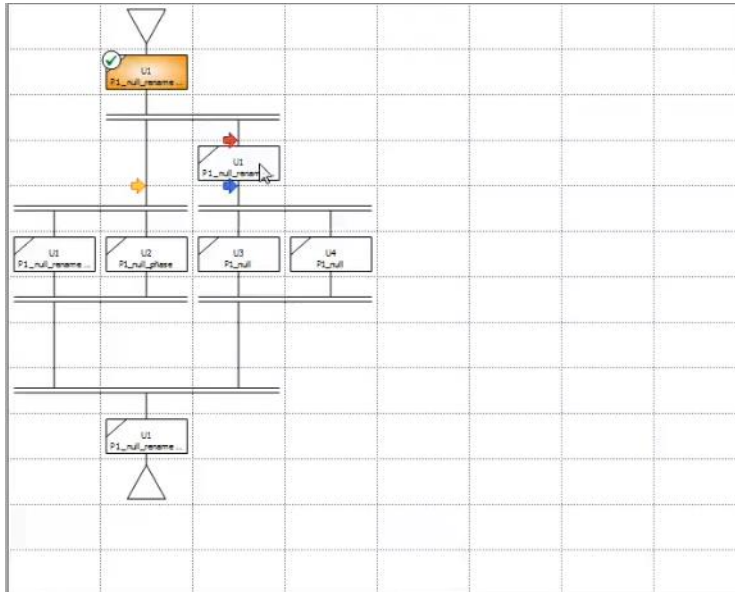 U1
P1_null_rename ...
U1
P1_null_renam
U1
P1_null_rename ...
U2
P1_null_phase
U3
P1_null
U4
P1_null
U1
P1_null_rename ...